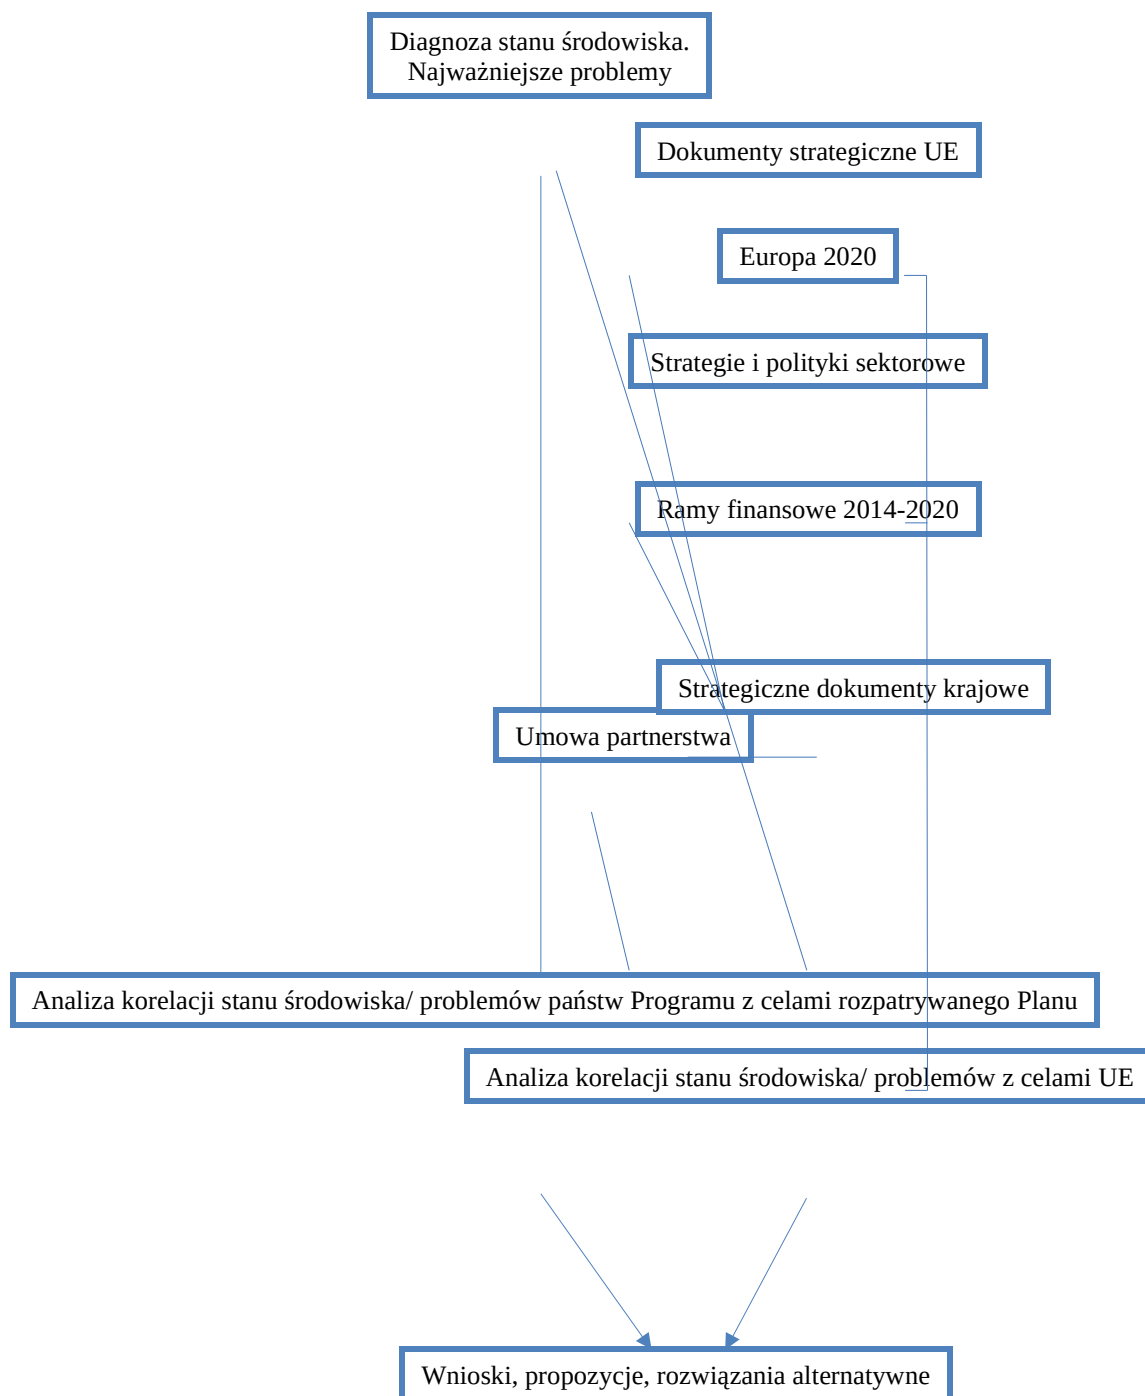 Diagnoza stanu środowiska.
Najważniejsze problemy
Dokumenty strategiczne UE
Europa 2020
Strategie i polityki sektorowe
Ramy finansowe 2014-2020
Strategiczne dokumenty krajowe
Umowa partnerstwa
Analiza korelacji stanu środowiska/ problemów państw Programu z celami rozpatrywanego Planu
Analiza korelacji stanu środowiska/ problemów z celami UE
Wnioski, propozycje, rozwiązania alternatywne